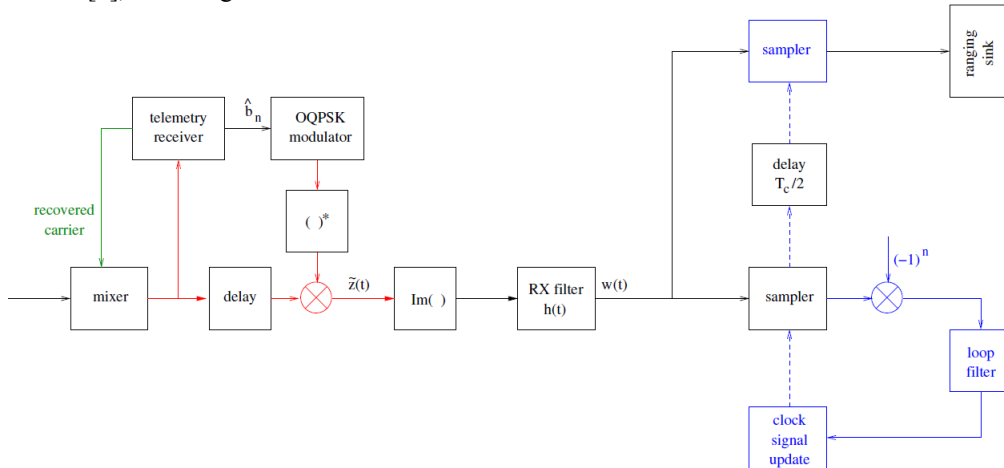 sampler
ranging
sink
telemetry
receiver
b̂n
OQPSK
modulator
delay
Tc/2
( )*
recovered
carrier
(-1)^n
mixer
delay
z̃(t)
Im( )
RX filter
h(t)
w(t)
sampler
loop
filter
clock
signal
update